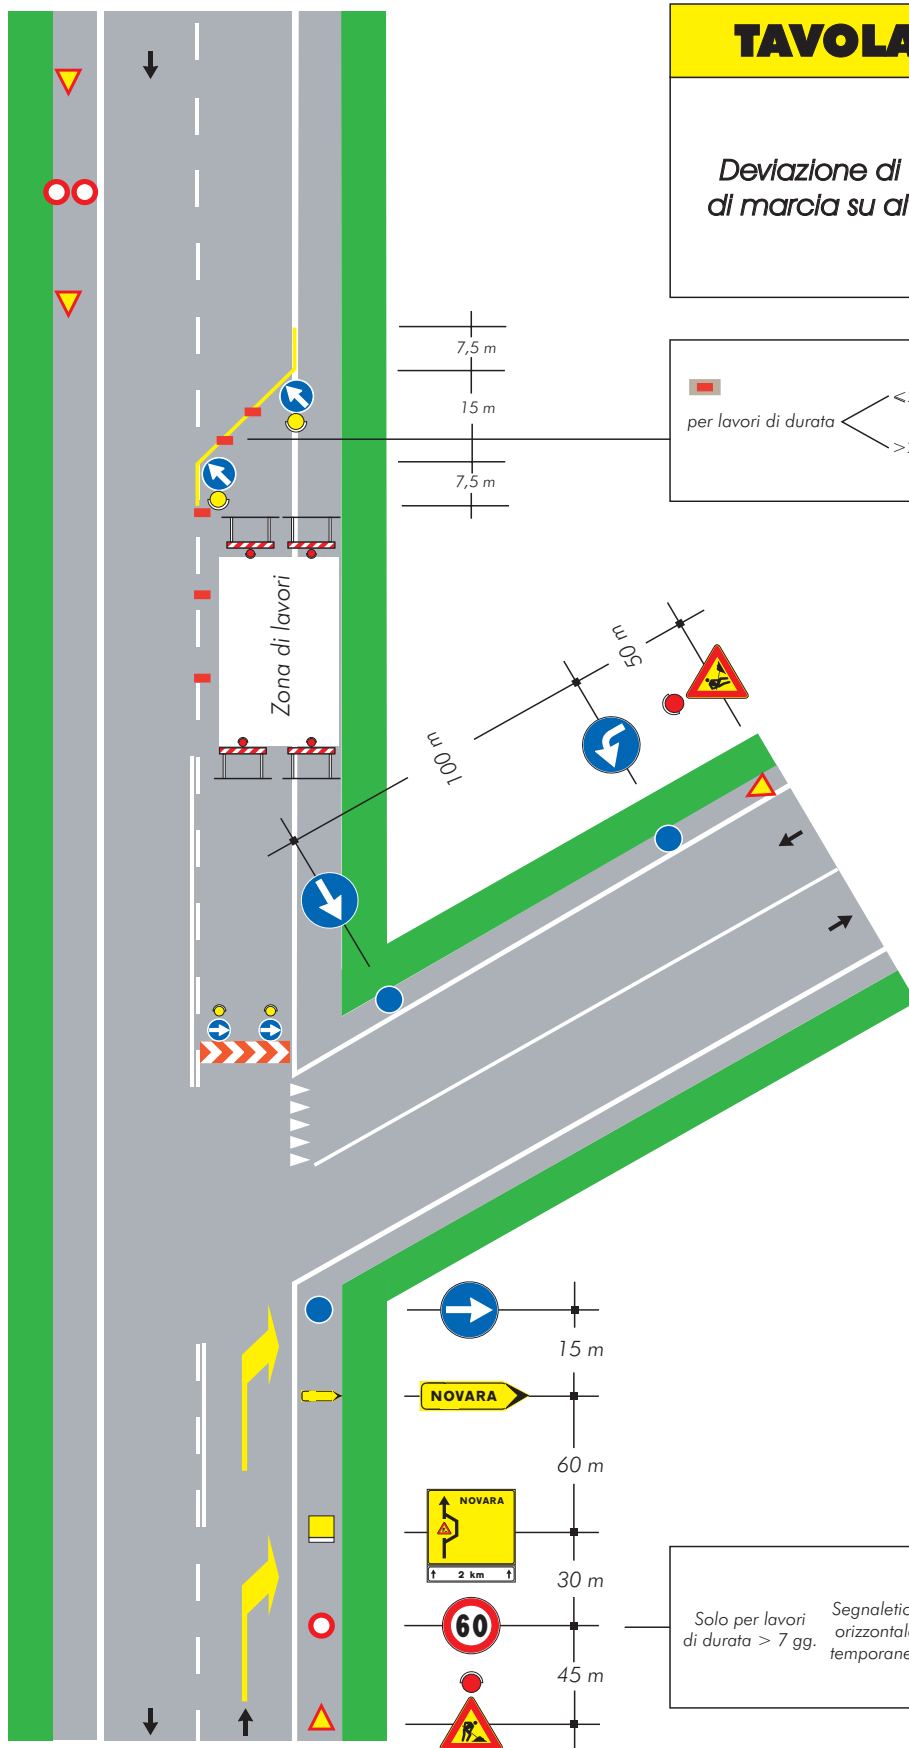 TAVOLA
Deviazione di
di marcia su al
7,5 m
15 m
7,5 m
per lavori di durata
<
>
Zona di lavori
50 m
100 m
15 m
NOVARA
60 m
NOVARA
2 km
30 m
60
45 m
Solo per lavori
di durata > 7 gg.
Segnaletic
orizzontal
temporane